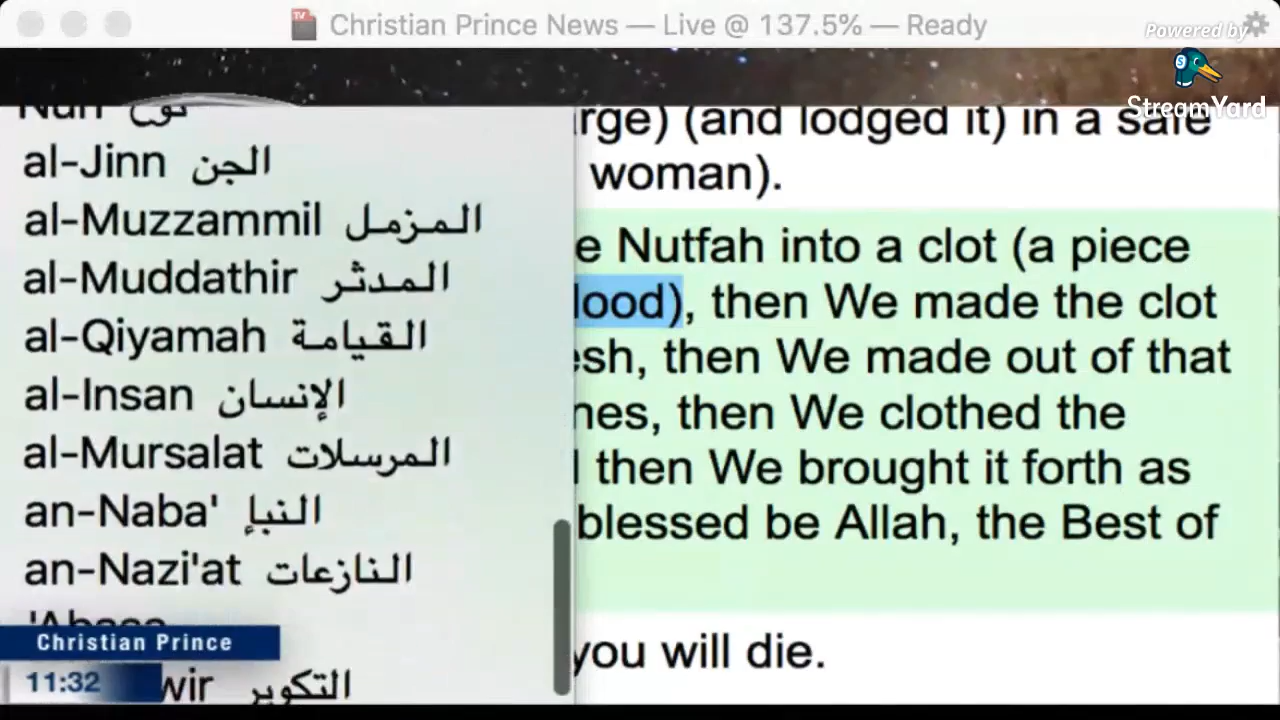 Christian Prince News — Live @ 137.5% — Ready
Powered by
StreamYard
Nuh نوح
al-Jinn الجن
al-Muzzammil المزمل
al-Muddathir المدثر
al-Qiyamah القيامة
al-Insan الإنسان
al-Mursalat المرسلات
an-Naba' النبإ
an-Nazi'at النازعات
'Abasa
wir التكوير
rge) (and lodged it) in a safe
woman).
e Nutfah into a clot (a piece
lood), then We made the clot
esh, then We made out of that
nes, then We clothed the
then We brought it forth as
blessed be Allah, the Best of
you will die.
Christian Prince
11:32